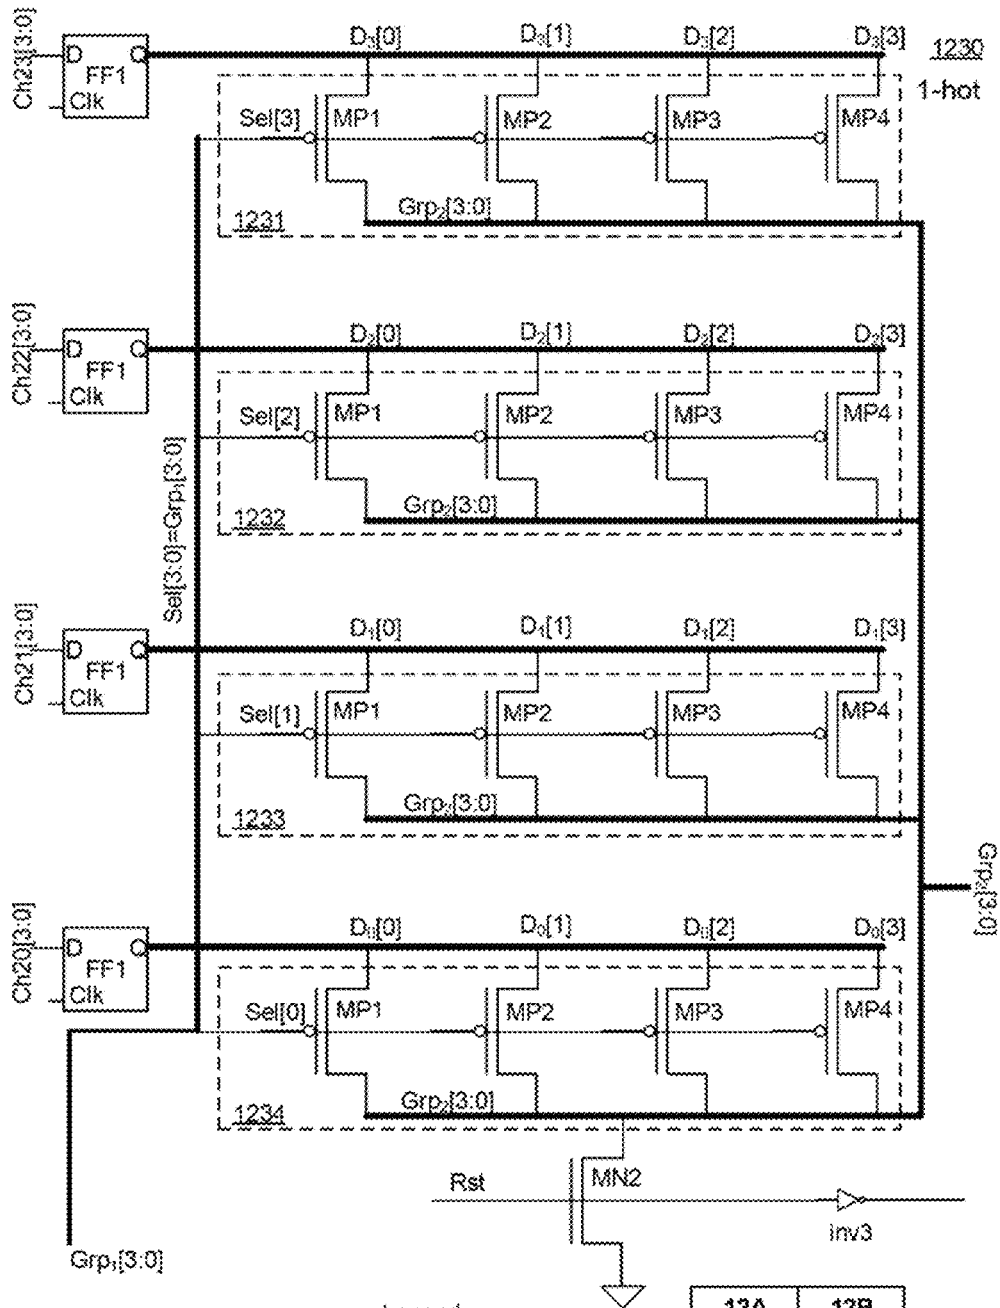 Ch23[3:0]
D Q
FF1
Clk
D₃[0] D₃[1] D₃[2] D₃[3]
1230
1-hot
Sel[3] MP1 MP2 MP3 MP4
Grp₂[3:0]
1231
Ch22[3:0]
D Q
FF1
Clk
D₂[0] D₂[1] D₂[2] D₂[3]
Sel[2] MP1 MP2 MP3 MP4
Grp₂[3:0]
1232
Sel[3:0]=Grp₁[3:0]
Ch21[3:0]
D Q
FF1
Clk
D₁[0] D₁[1] D₁[2] D₁[3]
Sel[1] MP1 MP2 MP3 MP4
Grp₂[3:0]
1233
Grp₂[3:0]
Ch20[3:0]
D Q
FF1
Clk
D₀[0] D₀[1] D₀[2] D₀[3]
Sel[0] MP1 MP2 MP3 MP4
Grp₂[3:0]
1234
Rst MN2
inv3
Grp₁[3:0]